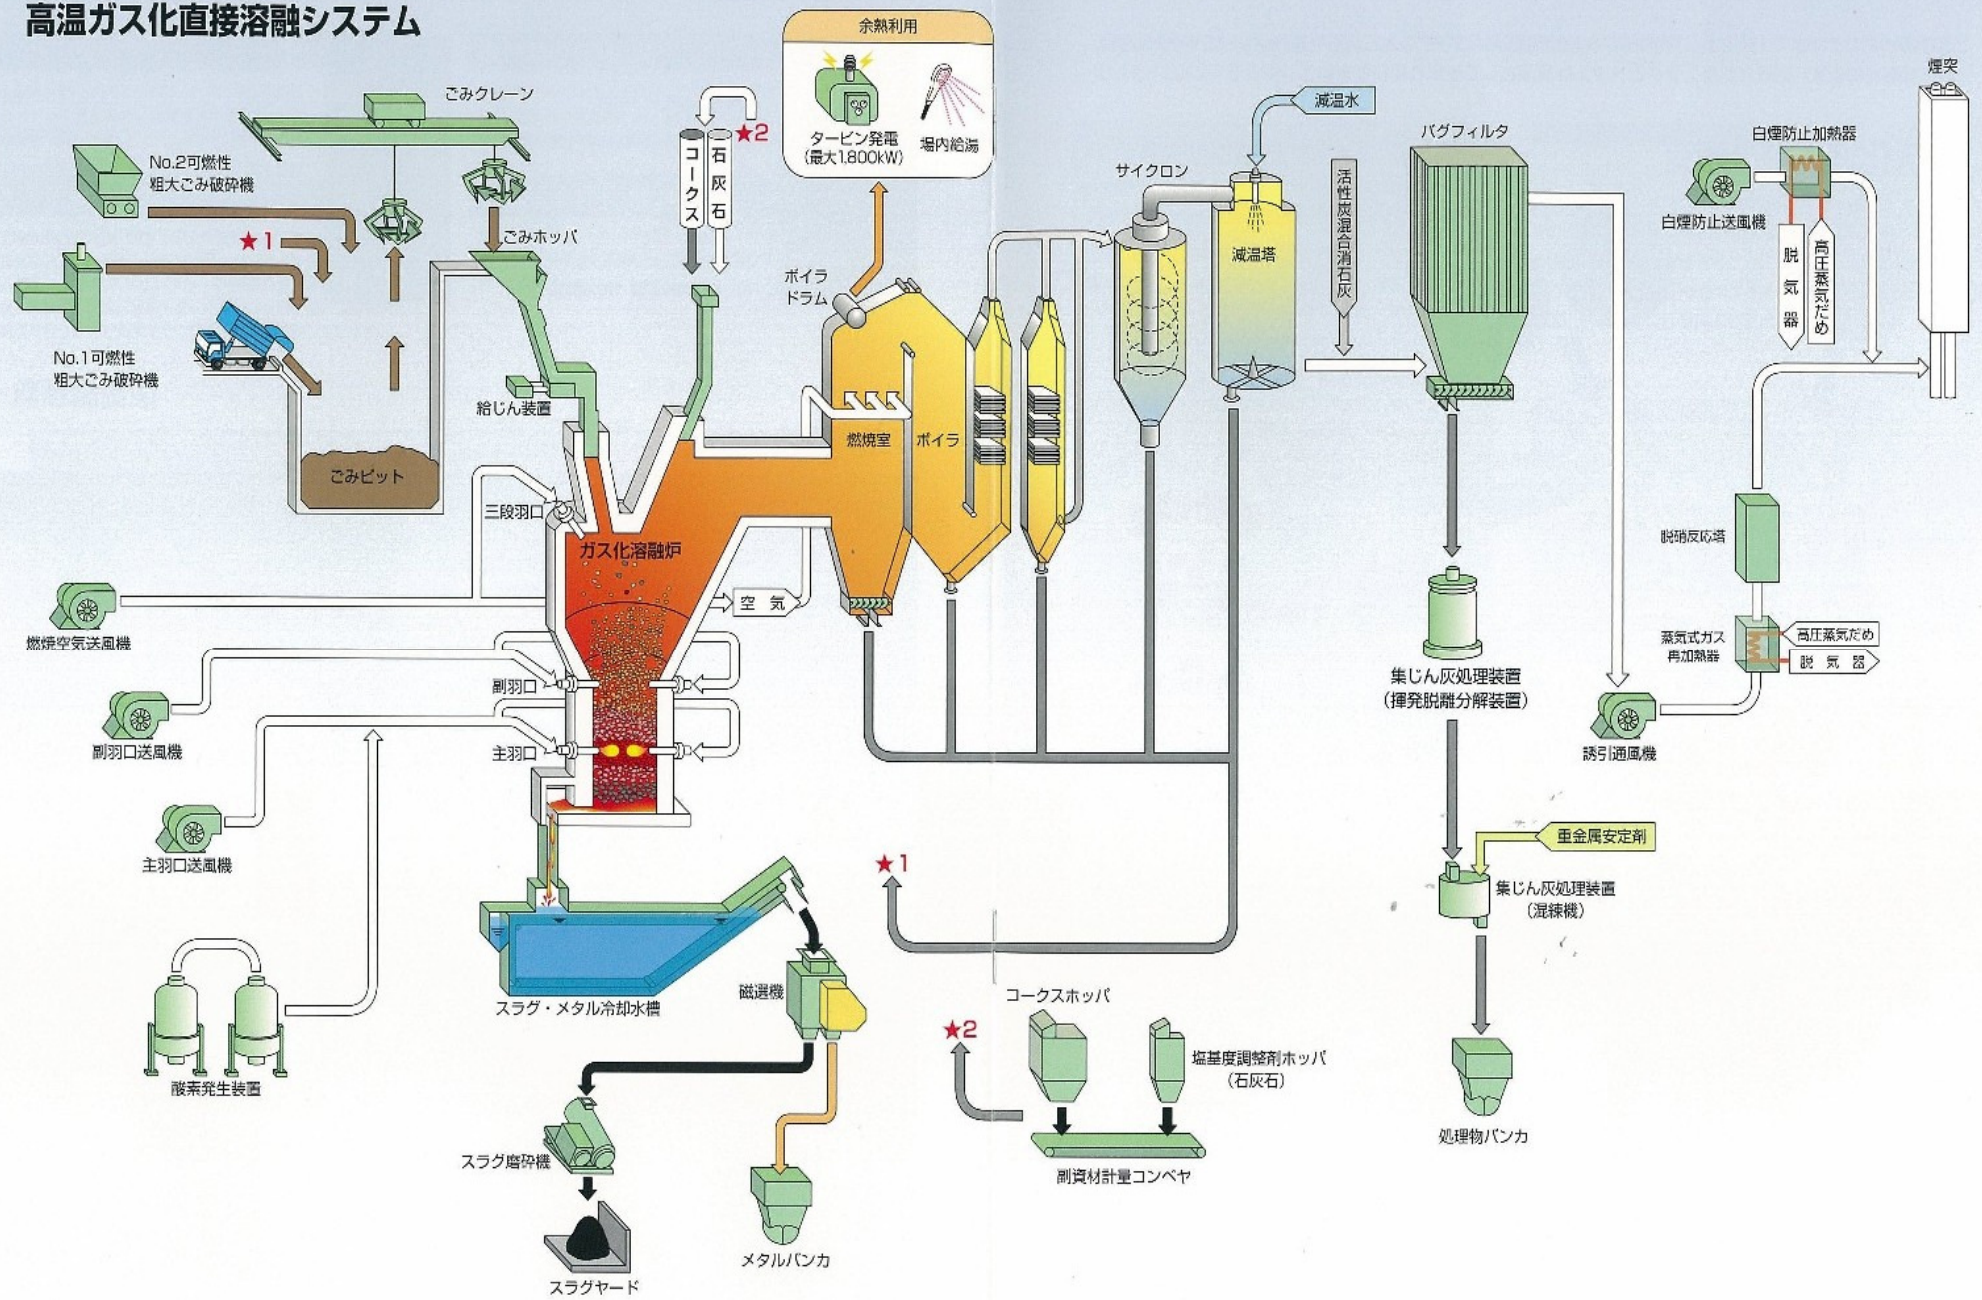 高温ガス化直接溶融システム
余熱利用
タービン発電
(最大1,800kW)
場内給湯
ごみクレーン
No.2可燃性
粗大ごみ破砕機
★1
No.1可燃性
粗大ごみ破砕機
ごみホッパ
給じん装置
ごみピット
コークス
石灰石
★2
ボイラ
ドラム
燃焼室
ボイラ
サイクロン
減温水
減温塔
活性炭混合消石灰
バグフィルタ
白煙防止加熱器
白煙防止送風機
脱気器
高圧蒸気だめ
煙突
三段羽口
ガス化溶融炉
空気
燃焼空気送風機
副羽口
副羽口送風機
主羽口
主羽口送風機
酸素発生装置
スラグ・メタル冷却水槽
磁選機
スラグ磨砕機
スラグヤード
メタルバンカ
★1
★2
コークスホッパ
塩基度調整剤ホッパ
(石灰石)
副資材計量コンベヤ
集じん灰処理装置
(揮発脱離分解装置)
重金属安定剤
集じん灰処理装置
(混練機)
処理物バンカ
脱硝反応塔
蒸気式ガス
再加熱器
高圧蒸気だめ
脱気器
誘引通風機